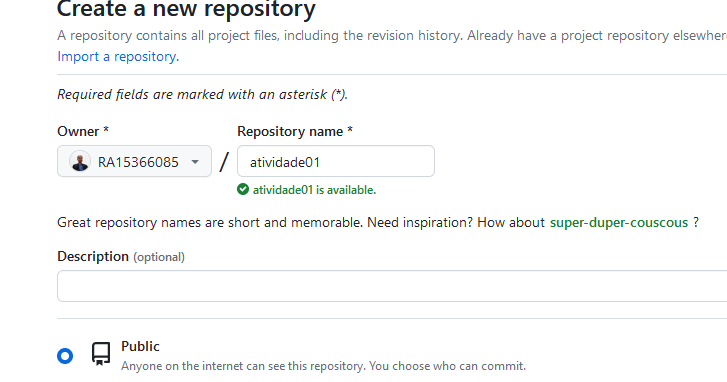 Create a new repository
A repository contains all project files, including the revision history. Already have a project repository
Import a repository.
Required fields are marked with an asterisk (*).
Owner * Repository name *
RA15366085 / atividade01
atividade01 is available.
Great repository names are short and memorable. Need inspiration? How about super-duper-couscous ?
Description (optional)
Public
Anyone on the internet can see this repository. You choose who can commit.